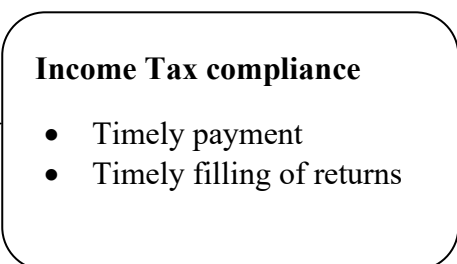 Income Tax compliance
• Timely payment
• Timely filling of returns